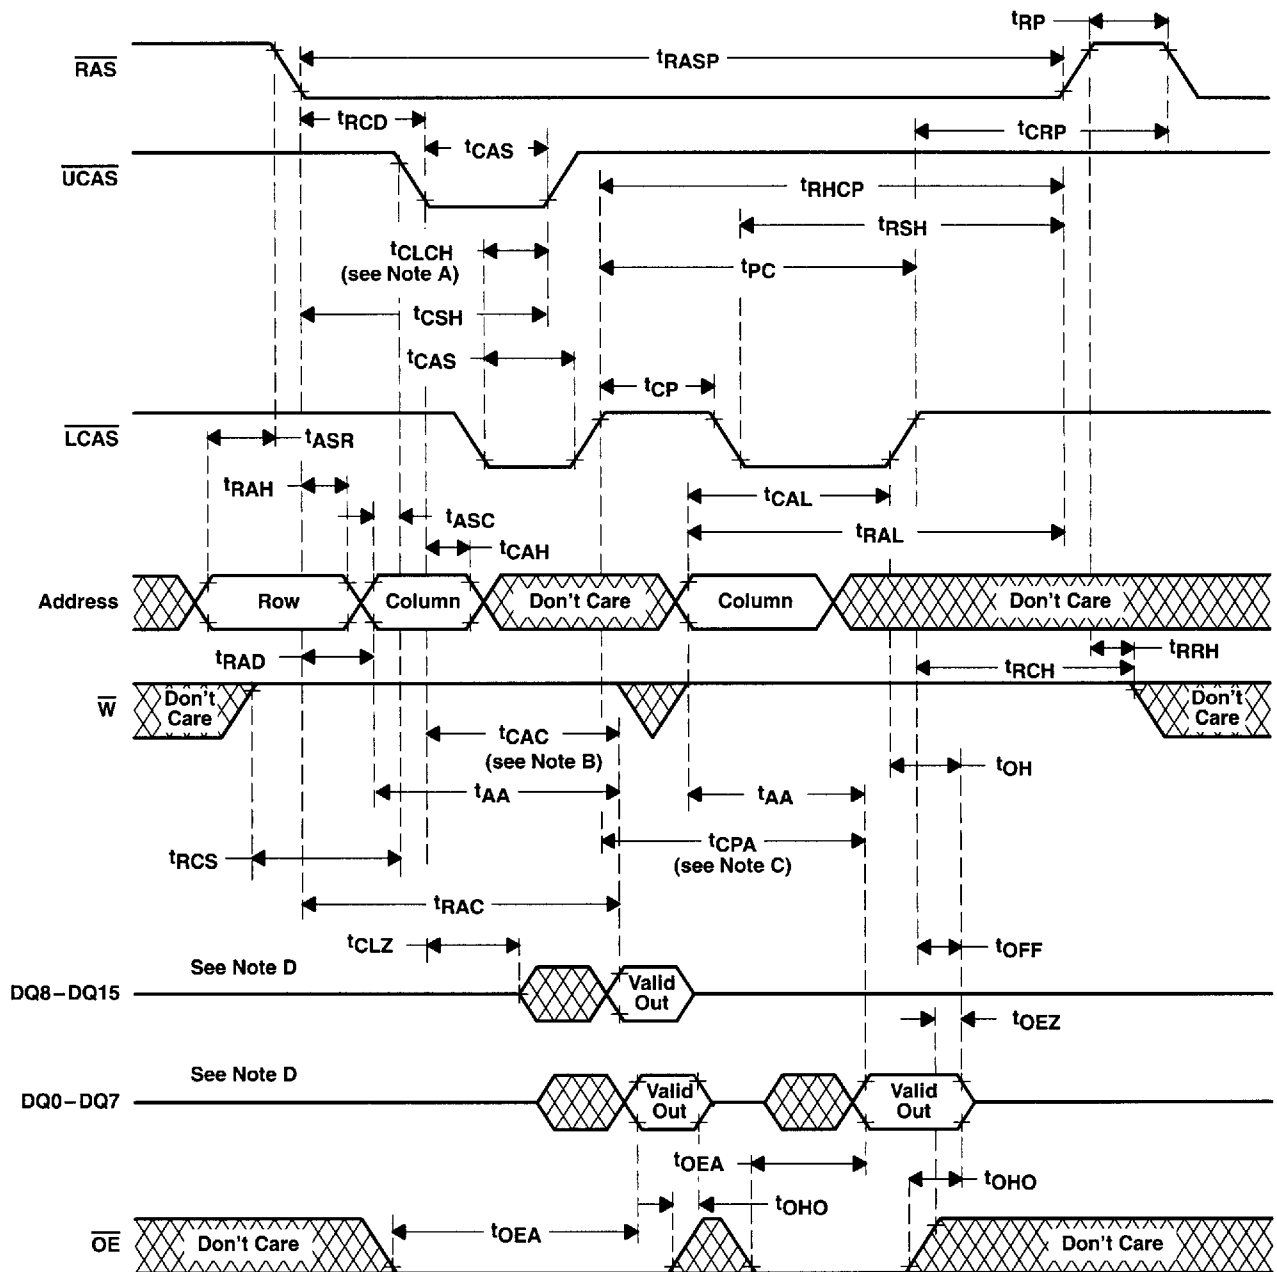 tRP
RAS
tRASP
tRCD
tCRP
tCAS
UCAS
tRHCP
tRSH
tCLCH
(see Note A)
tPC
tCSH
tCAS
tCP
LCAS
tASR
tRAH
tCAL
tASC
tRAL
tCAH
Address Row Column Don't Care Column Don't Care
tRAD
tRRH
tRCH
W Don't Care Don't Care
tCAC
(see Note B)
tOH
tAA tAA
tCPA
(see Note C)
tRCS
tRAC
tCLZ
tOFF
See Note D
DQ8–DQ15 Valid Out
tOEZ
See Note D
DQ0–DQ7 Valid Out Valid Out
tOEA
tOHO
tOHO
tOEA
OE Don't Care Don't Care